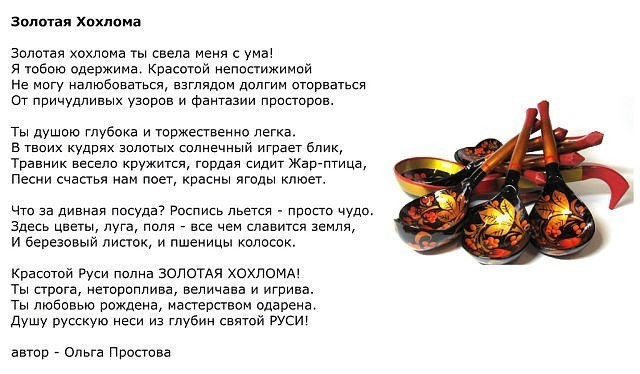 Золотая Хохлома
Золотая хохлома ты свела меня с ума!
Я тобою одержима. Красотой непостижимой
Не могу налюбоваться, взглядом долгим оторваться
От причудливых узоров и фантазии просторов.
Ты душою глубока и торжественно легка.
В твоих кудрях золотых солнечный играет блик,
Травник весело кружится, гордая сидит Жар-птица,
Песни счастья нам поет, красны ягоды клюет.
Что за дивная посуда? Роспись льется - просто чудо.
Здесь цветы, луга, поля - все чем славится земля,
И березовый листок, и пшеницы колосок.
Красотой Руси полна ЗОЛОТАЯ ХОХЛОМА!
Ты строга, нетороплива, величава и игрива.
Ты любовью рождена, мастерством одарена.
Душу русскую неси из глубин святой РУСИ!
автор - Ольга Простова